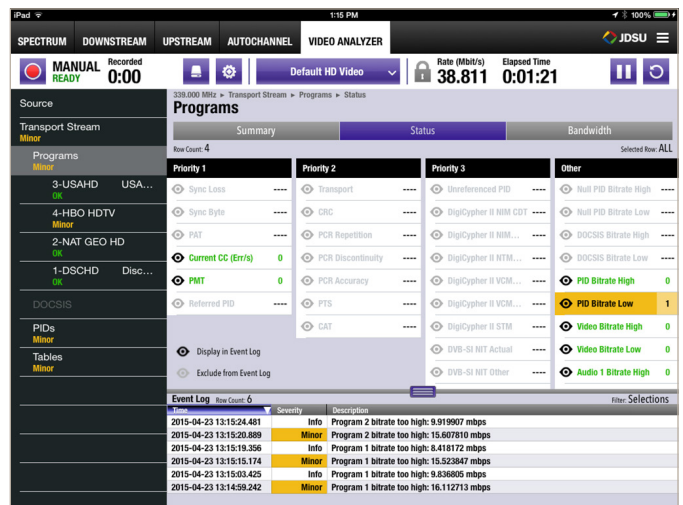 iPad 1:15 PM 100%
SPECTRUM DOWNSTREAM UPSTREAM AUTOCHANNEL VIDEO ANALYZER JDSU
MANUAL Recorded Default HD Video Rate (Mbit/s) Elapsed Time
READY 0:00 38.811 0:01:21
339.000 MHz ► Transport Stream ► Programs ► Status
Programs
Summary Status Bandwidth
Row Count: 4 Selected Row: ALL
Source
Transport Stream
Minor
Programs
Minor
3-USAHD USA...
OK
4-HBO HDTV
Minor
2-NAT GEO HD
OK
1-DSCHD Disc...
OK
DOCSIS
PIDs
Minor
Tables
Minor
Priority 1
Sync Loss ----
Sync Byte ----
PAT ----
Current CC (Err/s) 0
PMT 0
Referred PID ----
Display in Event Log
Exclude from Event Log
Priority 2
Transport ----
CRC ----
PCR Repetition ----
PCR Discontinuity ----
PCR Accuracy ----
PTS ----
CAT ----
Priority 3
Unreferenced PID ----
DigiCypher II NIM CDT ----
DigiCypher II NIM... ----
DigiCypher II NTM... ----
DigiCypher II VCM... ----
DigiCypher II VCM... ----
DigiCypher II STM ----
DVB-SI NIT Actual ----
DVB-SI NIT Other ----
Other
Null PID Bitrate High ----
Null PID Bitrate Low ----
DOCSIS Bitrate High ----
DOCSIS Bitrate Low ----
PID Bitrate High 0
PID Bitrate Low 1
Video Bitrate High 0
Video Bitrate Low 0
Audio 1 Bitrate High 0
Event Log Row Count: 6 Filter: Selections
Time Severity Description
2015-04-23 13:15:24.481 Info Program 2 bitrate too high: 9.919907 mbps
2015-04-23 13:15:20.889 Minor Program 2 bitrate too high: 15.607810 mbps
2015-04-23 13:15:19.356 Info Program 2 bitrate too high: 8.418172 mbps
2015-04-23 13:15:15.174 Minor Program 1 bitrate too high: 15.523847 mbps
2015-04-23 13:15:03.425 Info Program 1 bitrate too high: 9.836805 mbps
2015-04-23 13:14:59.242 Minor Program 1 bitrate too high: 16.112713 mbps